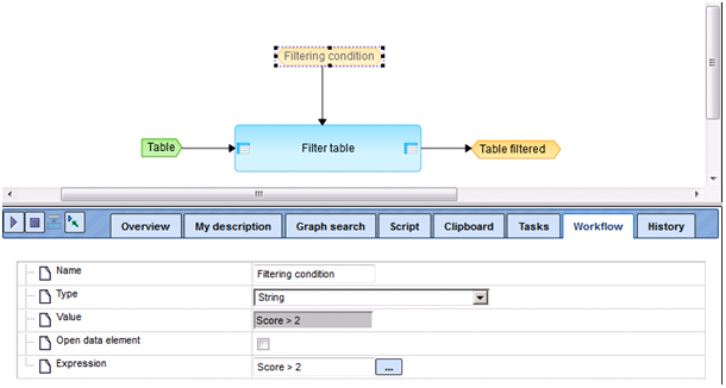 Filtering condition
Table
Filter table
Table filtered
Overview
My description
Graph search
Script
Clipboard
Tasks
Workflow
History
Name
Filtering condition
Type
String
Value
Score > 2
Open data element
Expression
Score > 2
...